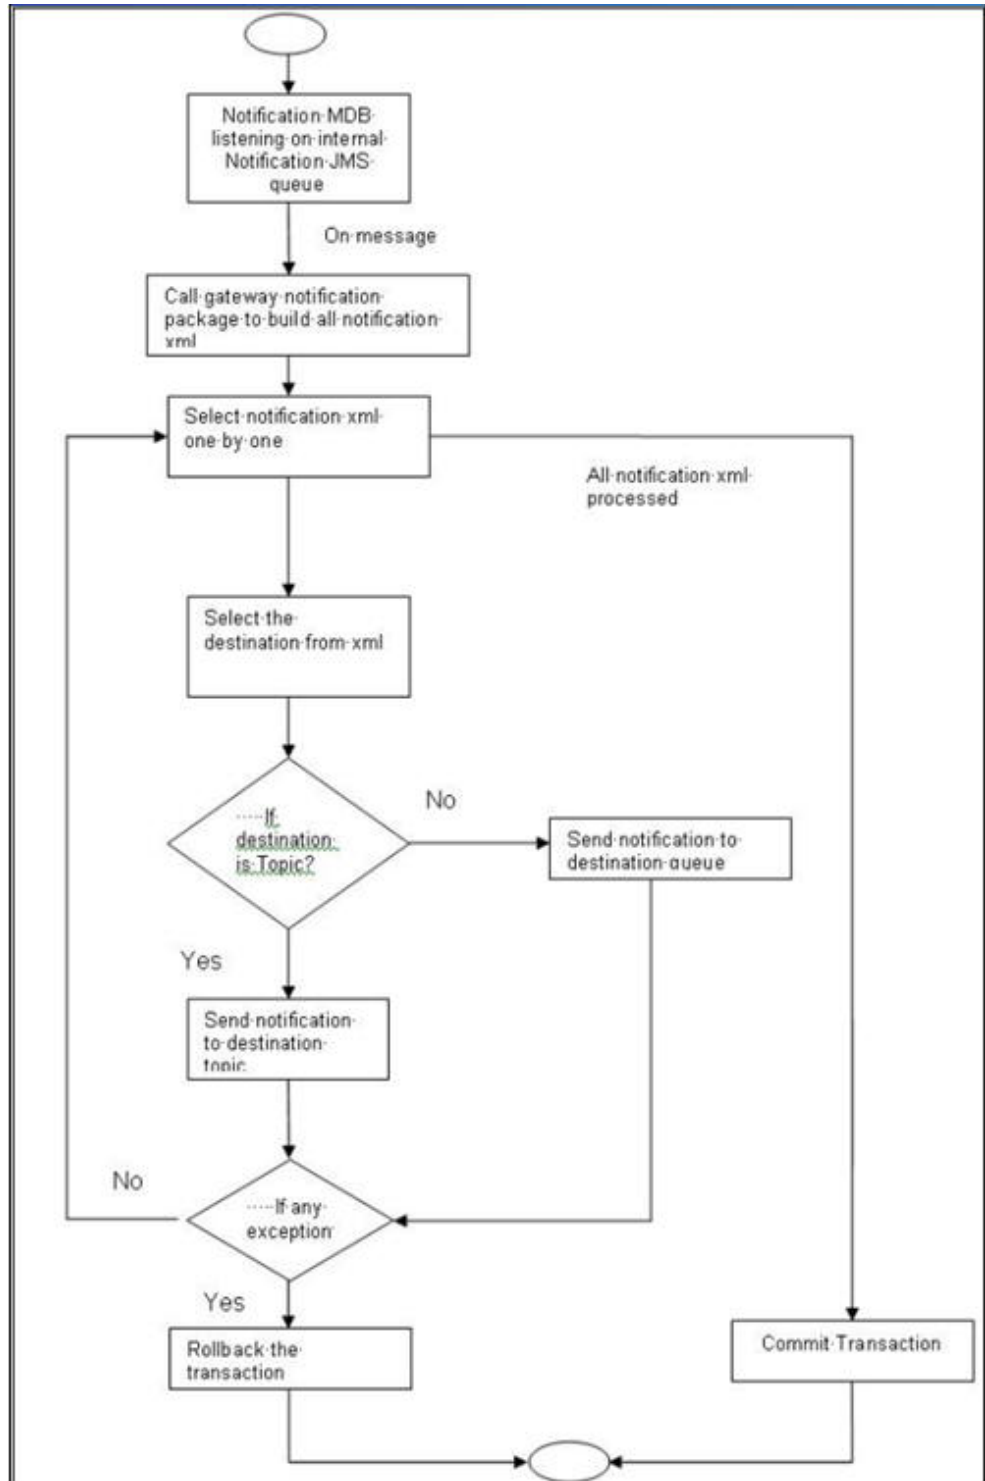 Notification MDB
listening on internal
Notification JMS
queue
On message
Call gateway notification
package to build all notification
xml
Select notification xml
one by one
All notification xml
processed
Select the
destination from xml
If
destination
is Topic?
No
Send notification to
destination queue
Yes
Send notification
to destination
topic
No
If any
exception
Yes
Rollback the
transaction
Commit Transaction